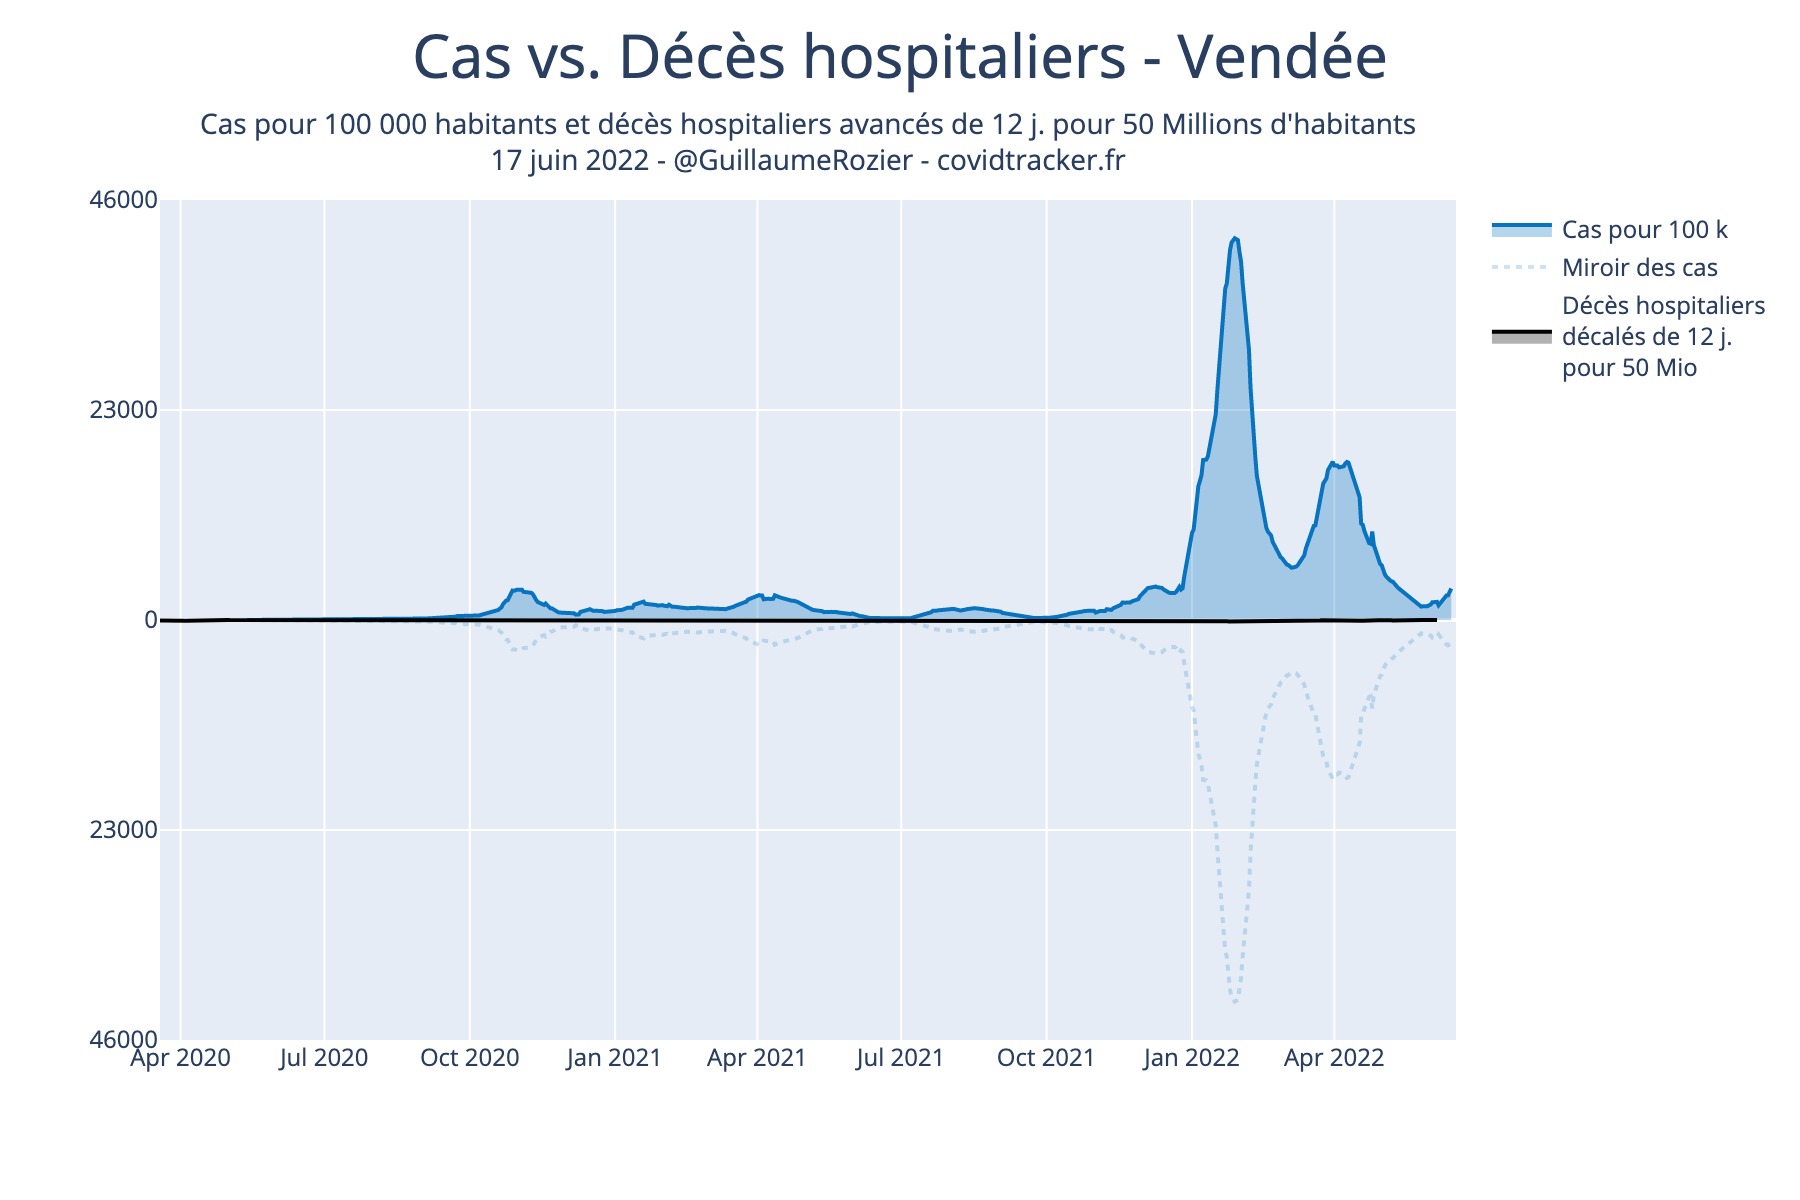 Cas vs. Décès hospitaliers - Vendée
Cas pour 100 000 habitants et décès hospitaliers avancés de 12 j. pour 50 Millions d'habitants
17 juin 2022 - @GuillaumeRozier - covidtracker.fr
46000
23000
0
23000
46000
Apr 2020
Jul 2020
Oct 2020
Jan 2021
Apr 2021
Jul 2021
Oct 2021
Jan 2022
Apr 2022
Cas pour 100 k
Miroir des cas
Décès hospitaliers
décalés de 12 j.
pour 50 Mio